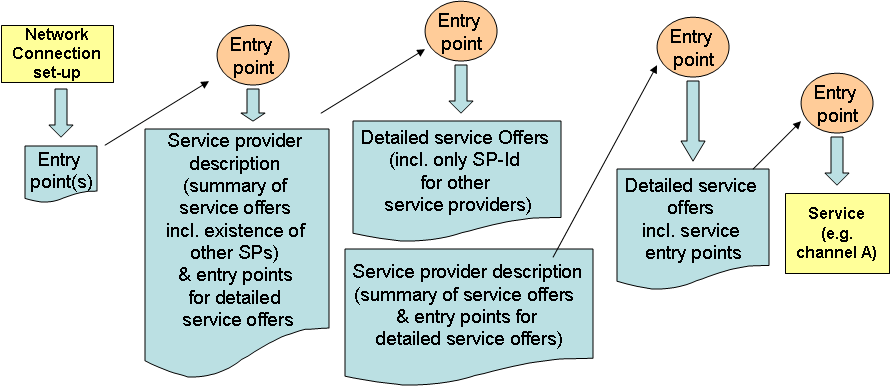 Network
Connection
set-up
Entry
point(s)
Entry
point
Service provider
description
(summary of
service offers
incl. existence of
other SPs)
& entry points
for detailed
service offers
Entry
point
Detailed service Offers
(incl. only SP-Id
for other
service providers)
Service provider description
(summary of service offers
& entry points for
detailed service offers)
Entry
point
Detailed service
offers
incl. service
entry points
Entry
point
Service
(e.g.
channel A)